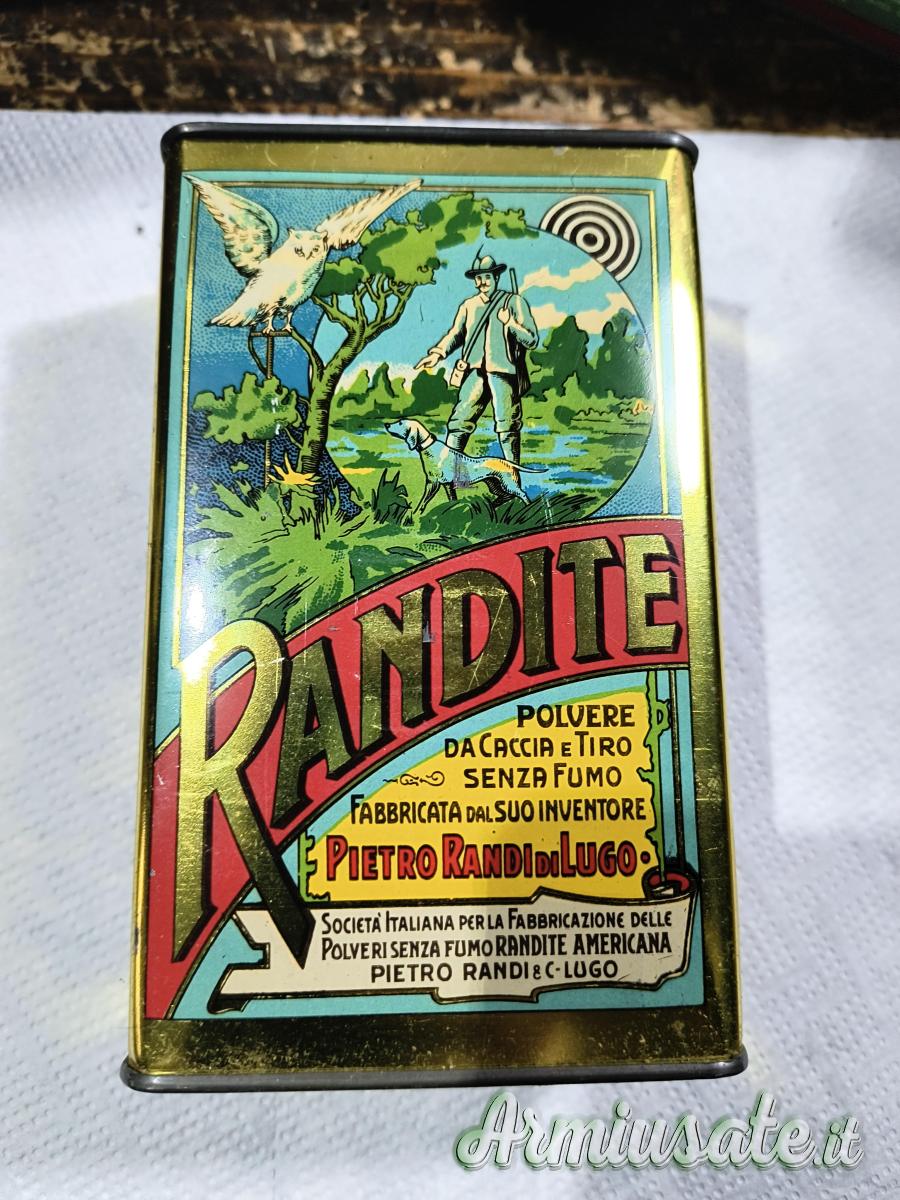 RANDITE
POLVERE
DA CACCIA E TIRO
SENZA FUMO
FABBRICATA DAL SUO INVENTORE
PIETRO RANDI DI LUGO·
SOCIETÀ ITALIANA PER LA FABBRICAZIONE DELLE
POLVERI SENZA FUMO RANDITE AMERICANA
PIETRO RANDI & C-LUGO
Armiusate.it